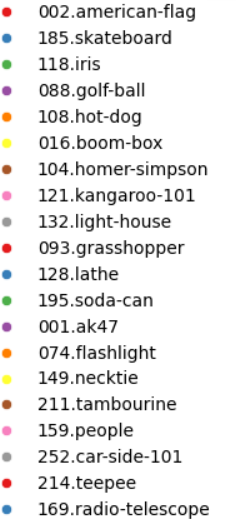 002.american-flag
185.skateboard
118.iris
088.golf-ball
108.hot-dog
016.boom-box
104.homer-simpson
121.kangaroo-101
132.light-house
093.grasshopper
128.lathe
195.soda-can
001.ak47
074.flashlight
149.necktie
211.tambourine
159.people
252.car-side-101
214.teepee
169.radio-telescope